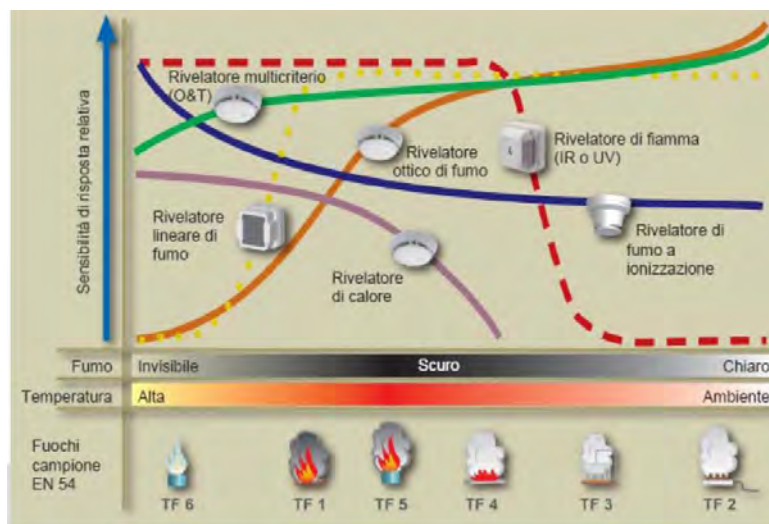 Sensibilità di risposta relativa
Rivelatore multicriterio
(O&T)
Rivelatore
ottico di fumo
Rivelatore di fiamma
(IR o UV)
Rivelatore
lineare di
fumo
Rivelatore
di calore
Rivelatore di
fumo a
ionizzazione
Fumo Invisibile Scuro Chiaro
Temperatura Alta Ambiente
Fuochi
campione
EN 54
TF 6 TF 1 TF 5 TF 4 TF 3 TF 2